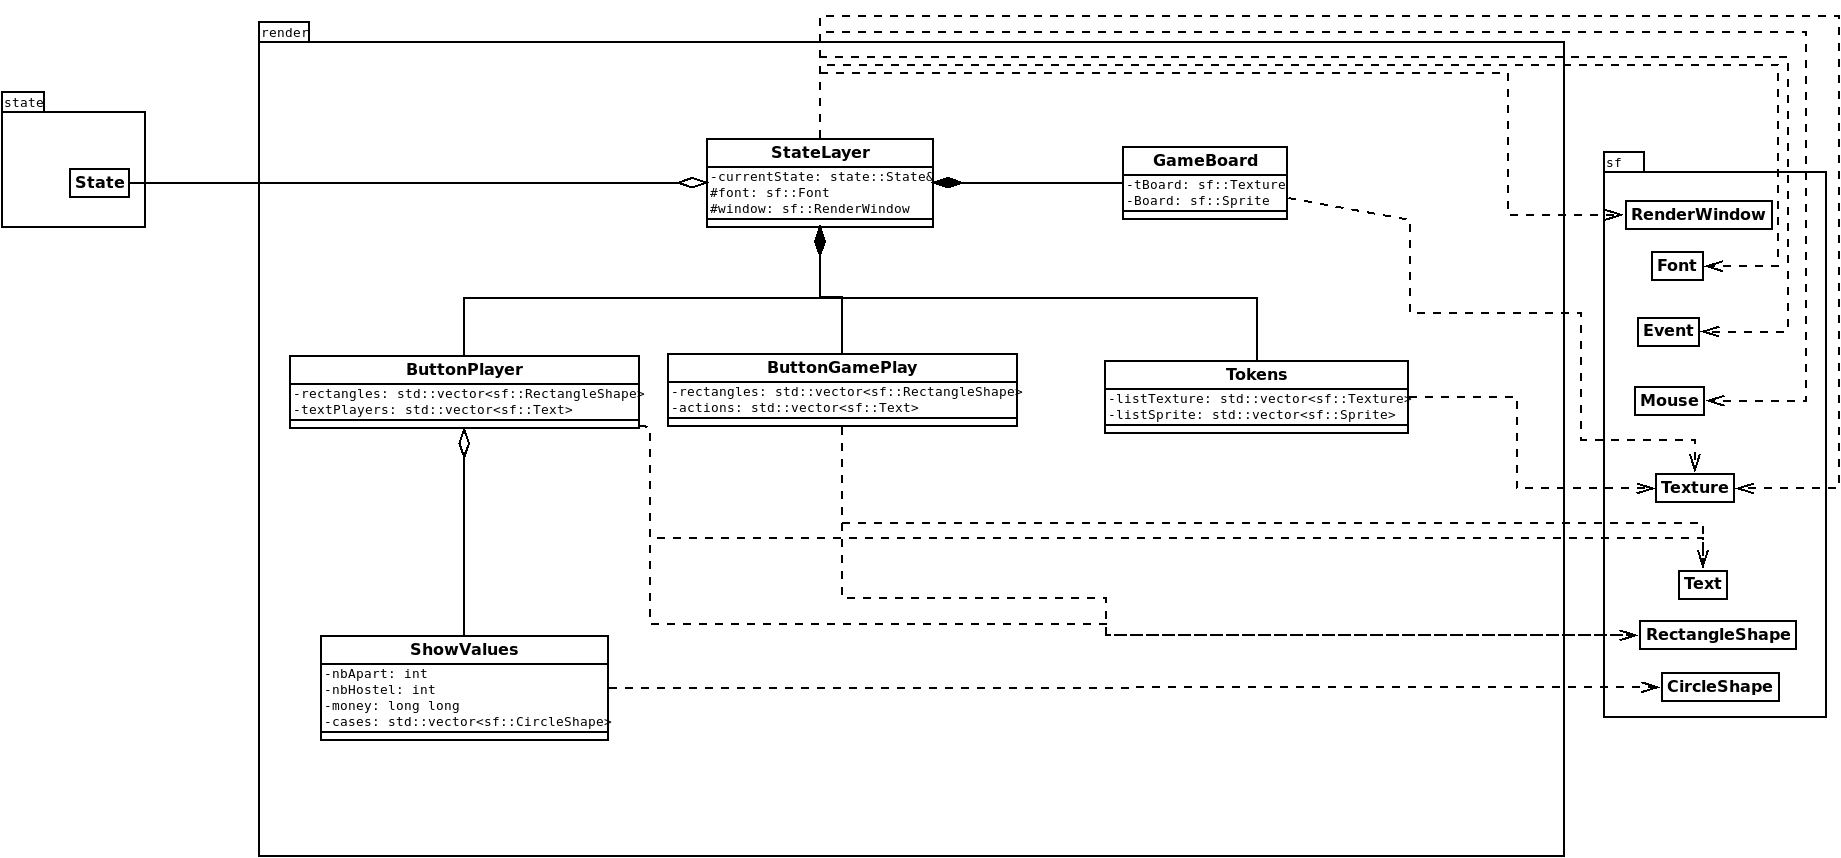 render
state
State
StateLayer
-currentState: state::State&
#font: sf::Font
#window: sf::RenderWindow
GameBoard
-tBoard: sf::Texture
-Board: sf::Sprite
sf
RenderWindow
Font
Event
Mouse
Texture
Text
RectangleShape
CircleShape
ButtonPlayer
-rectangles: std::vector<sf::RectangleShape>
-textPlayers: std::vector<sf::Text>
ButtonGamePlay
-rectangles: std::vector<sf::RectangleShape>
-actions: std::vector<sf::Text>
Tokens
-listTexture: std::vector<sf::Texture>
-listSprite: std::vector<sf::Sprite>
ShowValues
-nbApart: int
-nbHostel: int
-money: long long
-cases: std::vector<sf::CircleShape>